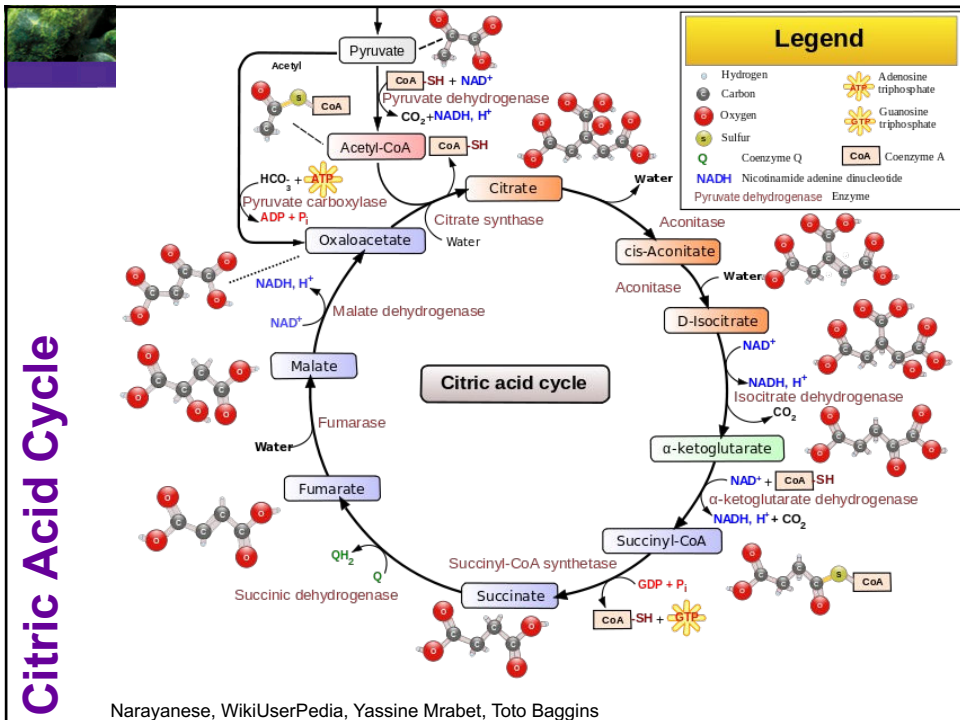 Citric Acid Cycle
Pyruvate
Acetyl
CoA-SH + NAD⁺
Pyruvate dehydrogenase
CO₂+NADH, H⁺
S CoA
Acetyl-CoA
CoA-SH
HCO₃⁻ + ATP
Pyruvate carboxylase
ADP + Pᵢ
Citrate
Water
Citrate synthase
Water
Oxaloacetate
Aconitase
cis-Aconitate
Water
Aconitase
D-Isocitrate
NAD⁺
NADH, H⁺
Isocitrate dehydrogenase
CO₂
α-ketoglutarate
NAD⁺ + CoA-SH
α-ketoglutarate dehydrogenase
NADH, H⁺ + CO₂
Succinyl-CoA
S CoA
Succinyl-CoA synthetase
GDP + Pᵢ
CoA-SH + GTP
Succinate
QH₂
Q
Succinic dehydrogenase
Fumarate
Water
Fumarase
Malate
NADH, H⁺
NAD⁺
Malate dehydrogenase
Citric acid cycle
Legend
Hydrogen
C Carbon
O Oxygen
S Sulfur
Q Coenzyme Q
NADH Nicotinamide adenine dinucleotide
Pyruvate dehydrogenase Enzyme
ATP Adenosine
triphosphate
GTP Guanosine
triphosphate
CoA Coenzyme A
Narayanese, WikiUserPedia, Yassine Mrabet, Toto Baggins